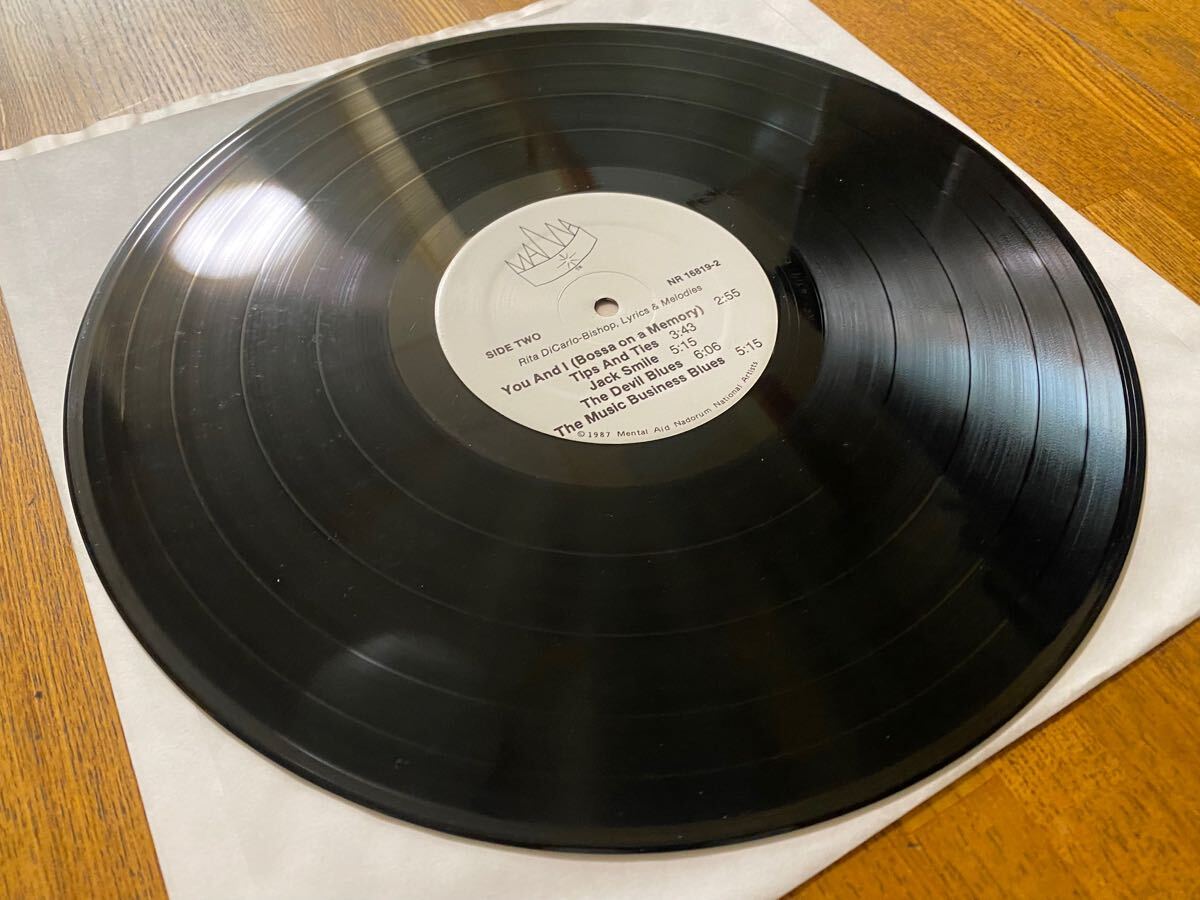 MANNA
NR 16819-2
SIDE TWO
Rita DiCarlo-Bishop, Lyrics & Melodies
You And I (Bossa on a Memory) 2:55
Tips And Ties 3:43
Jack Smile 5:15
The Devil Blues 6:06
The Music Business Blues 5:15
©1987 Mental Aid Nadorum National Artists